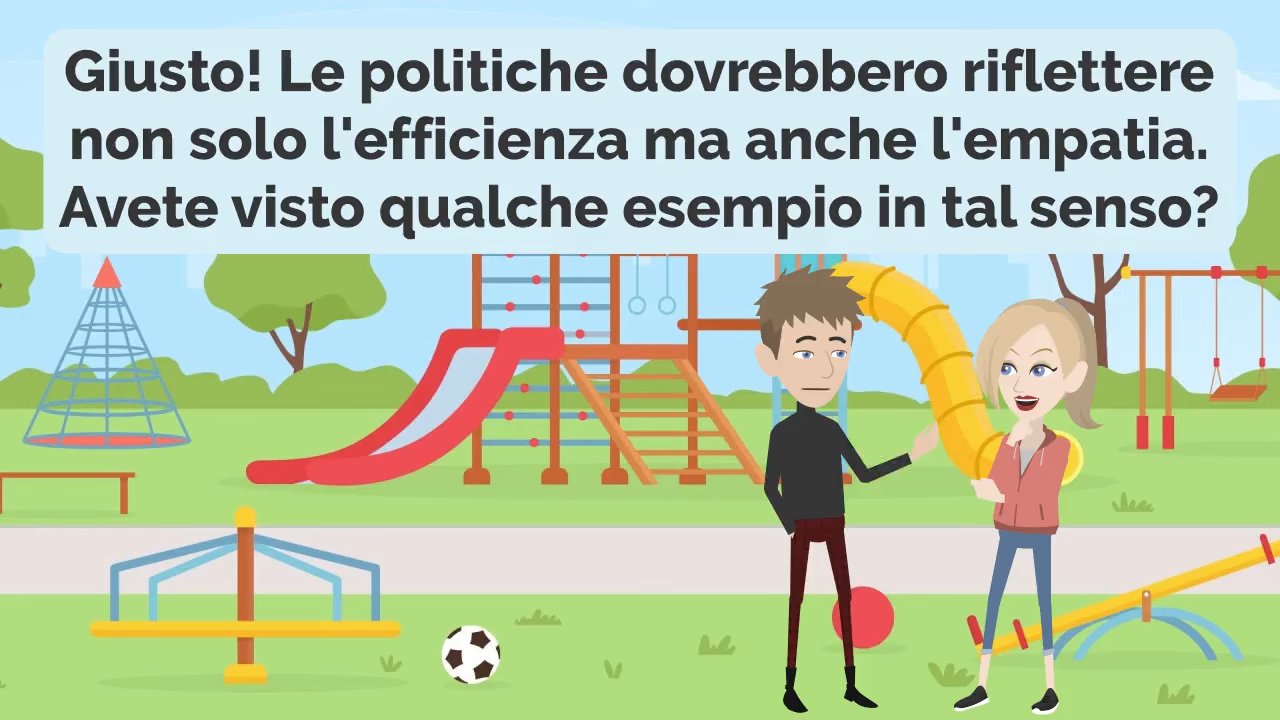 Giusto! Le politiche dovrebbero riflettere
non solo l'efficienza ma anche l'empatia.
Avete visto qualche esempio in tal senso?